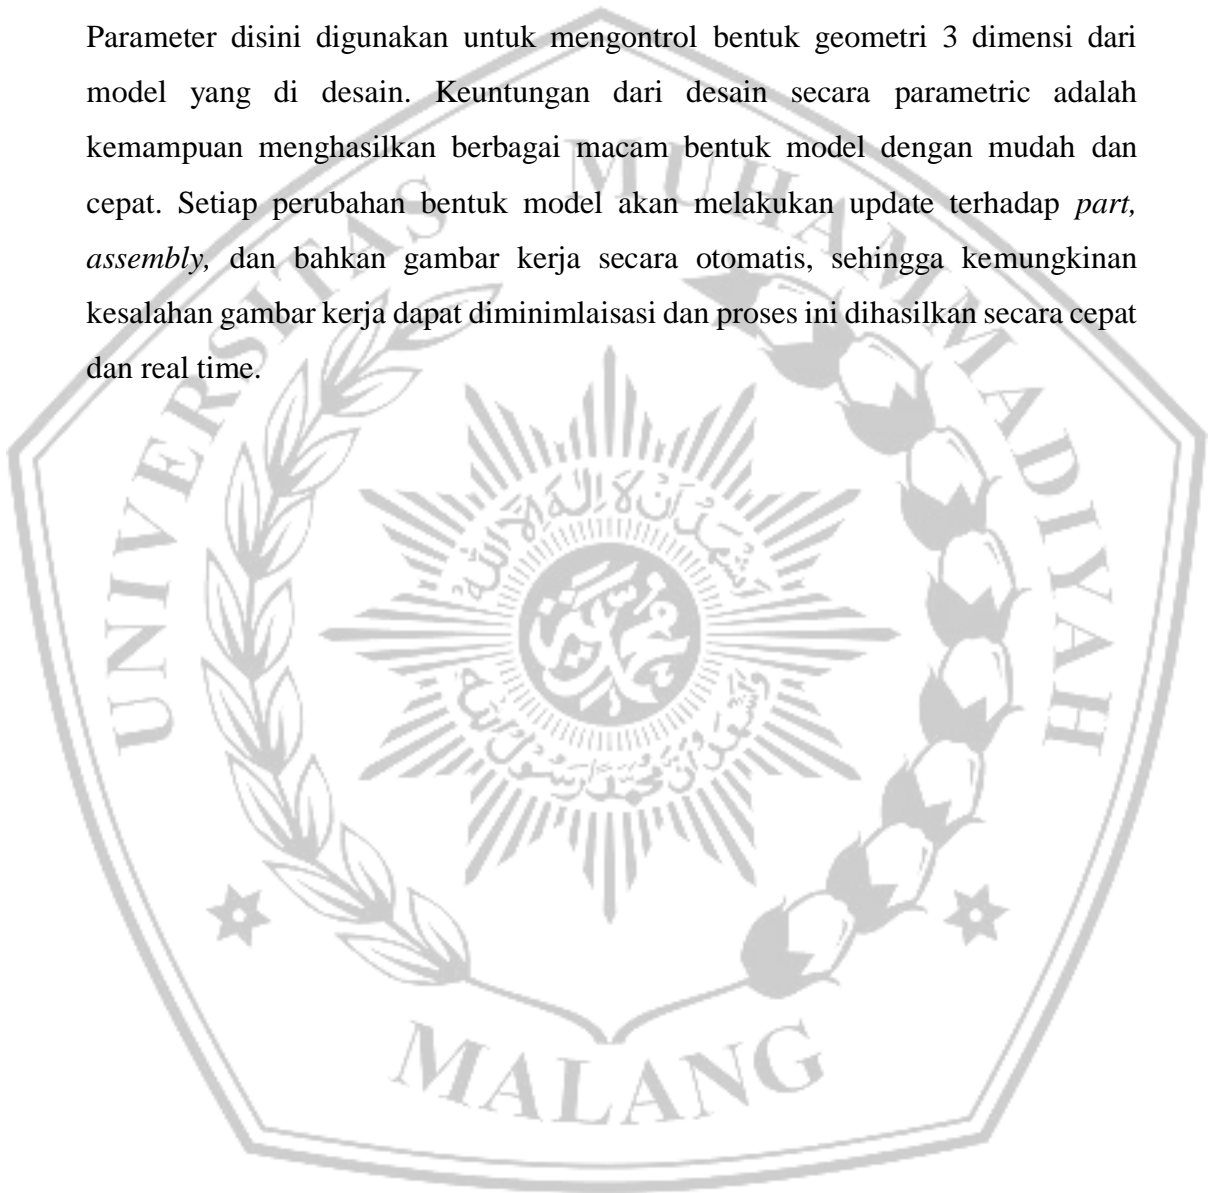 Parameter disini digunakan untuk mengontrol bentuk geometri 3 dimensi dari
model yang di desain. Keuntungan dari desain secara parametric adalah
kemampuan menghasilkan berbagai macam bentuk model dengan mudah dan
cepat. Setiap perubahan bentuk model akan melakukan update terhadap part,
assembly, dan bahkan gambar kerja secara otomatis, sehingga kemungkinan
kesalahan gambar kerja dapat diminimlaisasi dan proses ini dihasilkan secara cepat
dan real time.
UNIVERSITAS MUHAMMADIYAH
MALANG